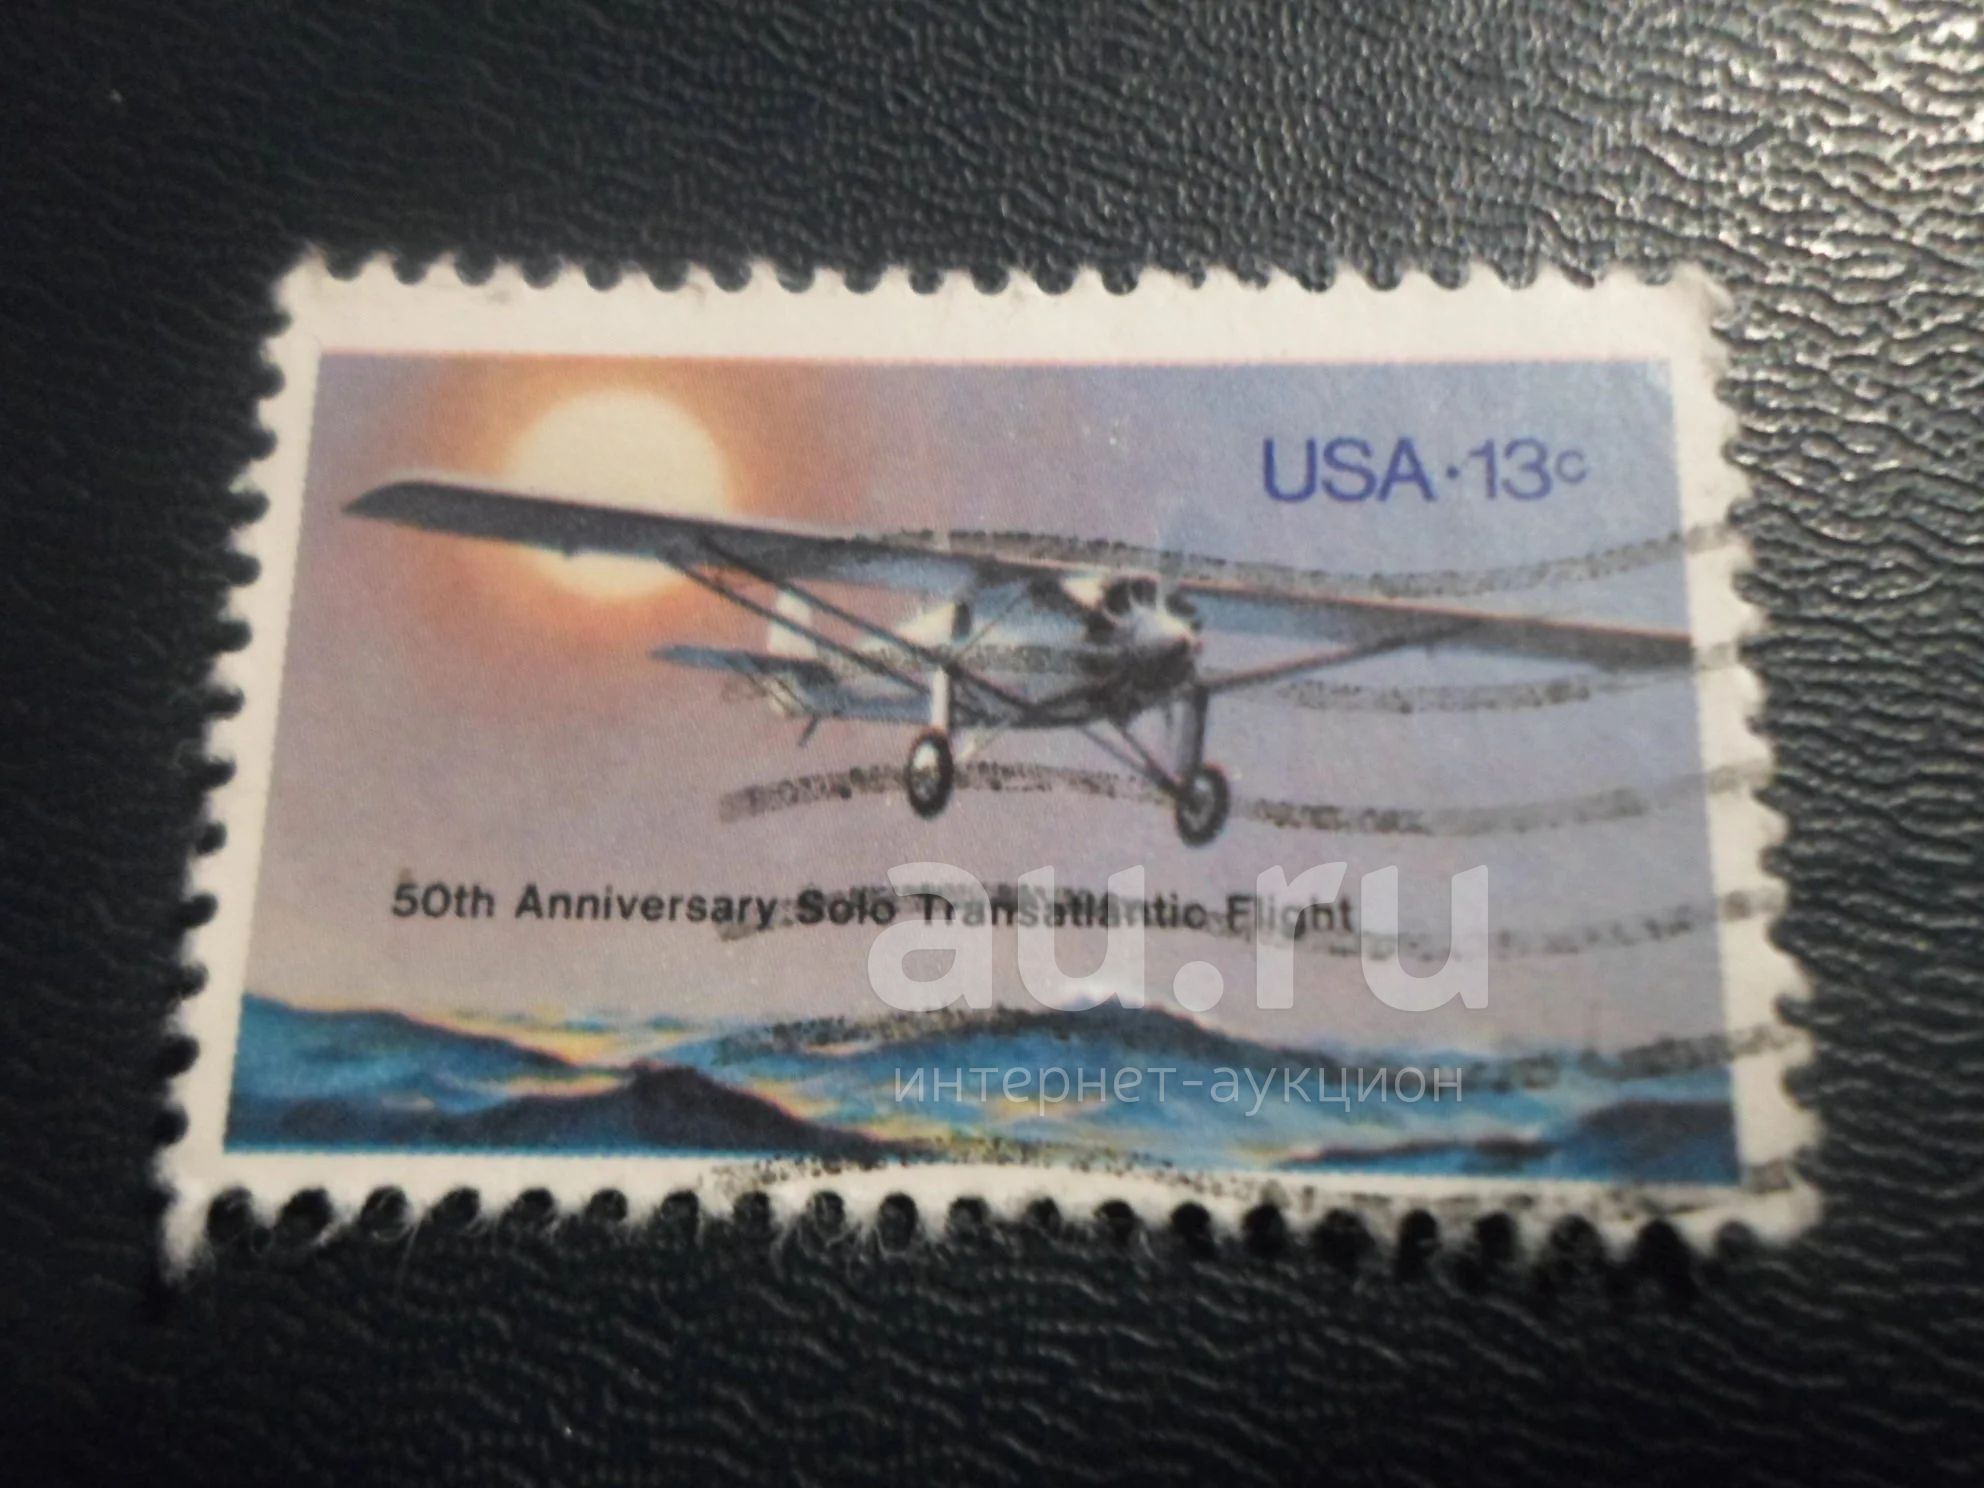 USA·13c
50th Anniversary Solo Transatlantic Flight
au.ru
интернет-аукцион